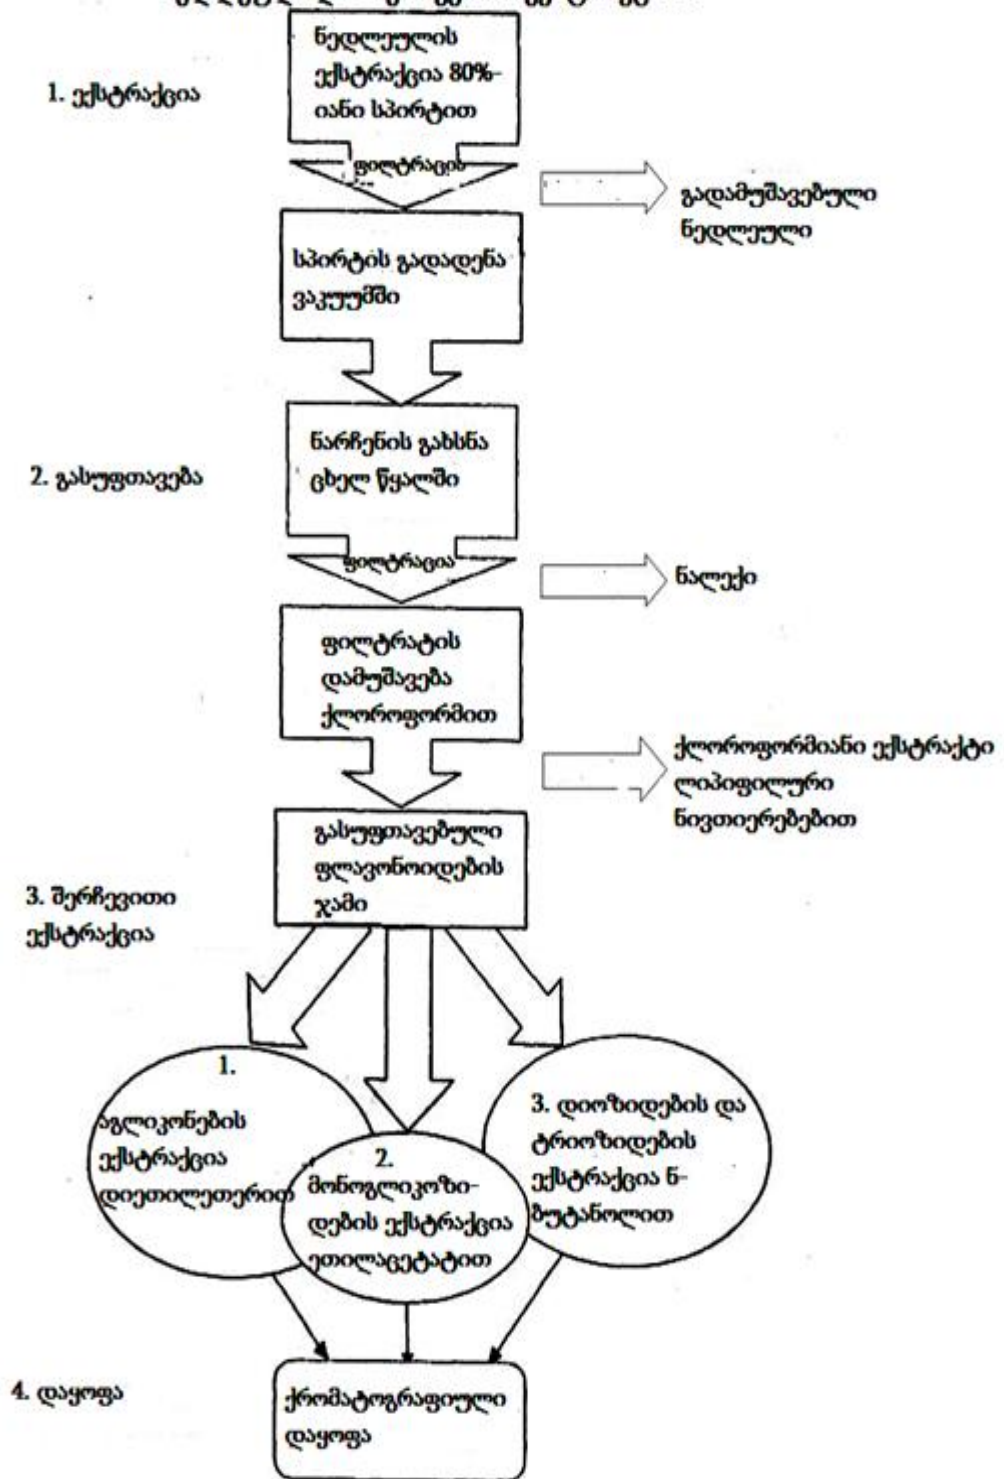 ნედლეულის
ექსტრაქცია 80%-
იანი სპირტით
1. ექსტრაქცია
ფილტრაცია
გადამუშავებული
ნედლეული
სპირტის გადადენა
ვაკუუმში
ნარჩენის გახსნა
ცხელ წყალში
2. გასუფთავება
ფილტრაცია
ნალექი
ფილტრატის
დამუშავება
ქლოროფორმით
ქლოროფორმიანი ექსტრაქტი
ლიპიფილური
ნივთიერებებით
გასუფთავებული
ფლავონოიდების
ჯამი
3. შერჩევითი
ექსტრაქცია
1.
აგლიკონების
ექსტრაქცია
დიეთილეთერით
2.
მონოგლიკოზი-
დების ექსტრაქცია
ეთილაცეტატით
3. დიოზიდების და
ტრიოზიდების
ექსტრაქცია ნ-
ბუტანოლით
4. დაყოფა
ქრომატოგრაფიული
დაყოფა